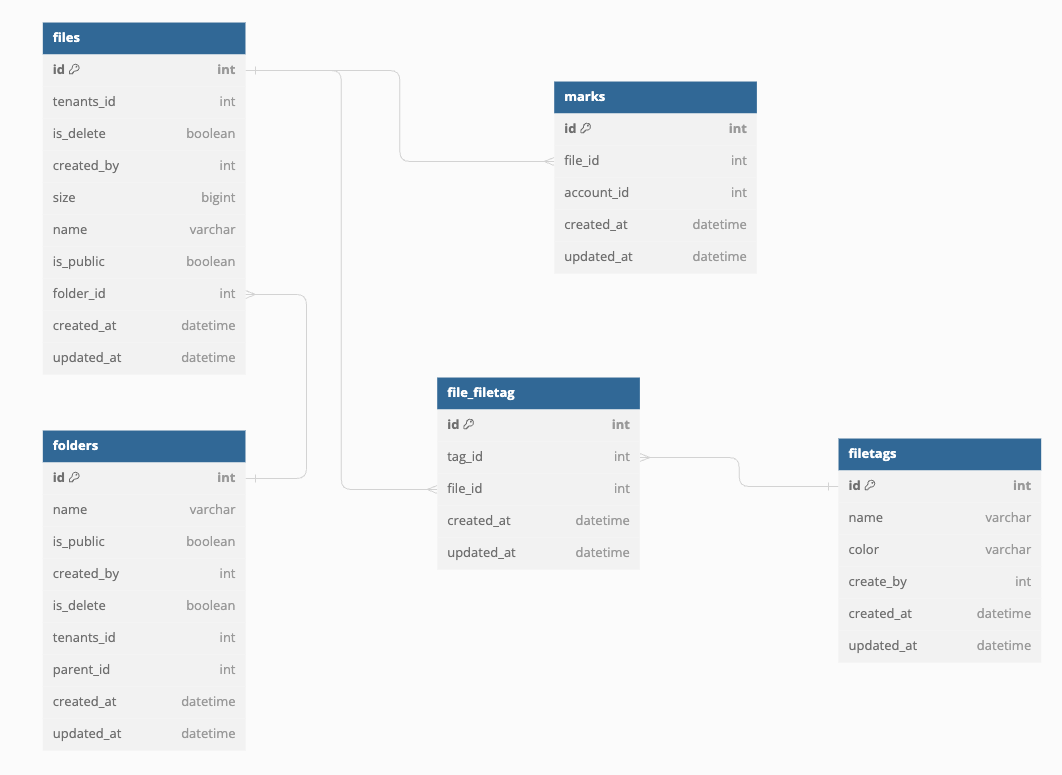 files
id int
tenants_id int
is_delete boolean
created_by int
size bigint
name varchar
is_public boolean
folder_id int
created_at datetime
updated_at datetime
marks
id int
file_id int
account_id int
created_at datetime
updated_at datetime
file_filetag
id int
tag_id int
file_id int
created_at datetime
updated_at datetime
folders
id int
name varchar
is_public boolean
created_by int
is_delete boolean
tenants_id int
parent_id int
created_at datetime
updated_at datetime
filetags
id int
name varchar
color varchar
create_by int
created_at datetime
updated_at datetime